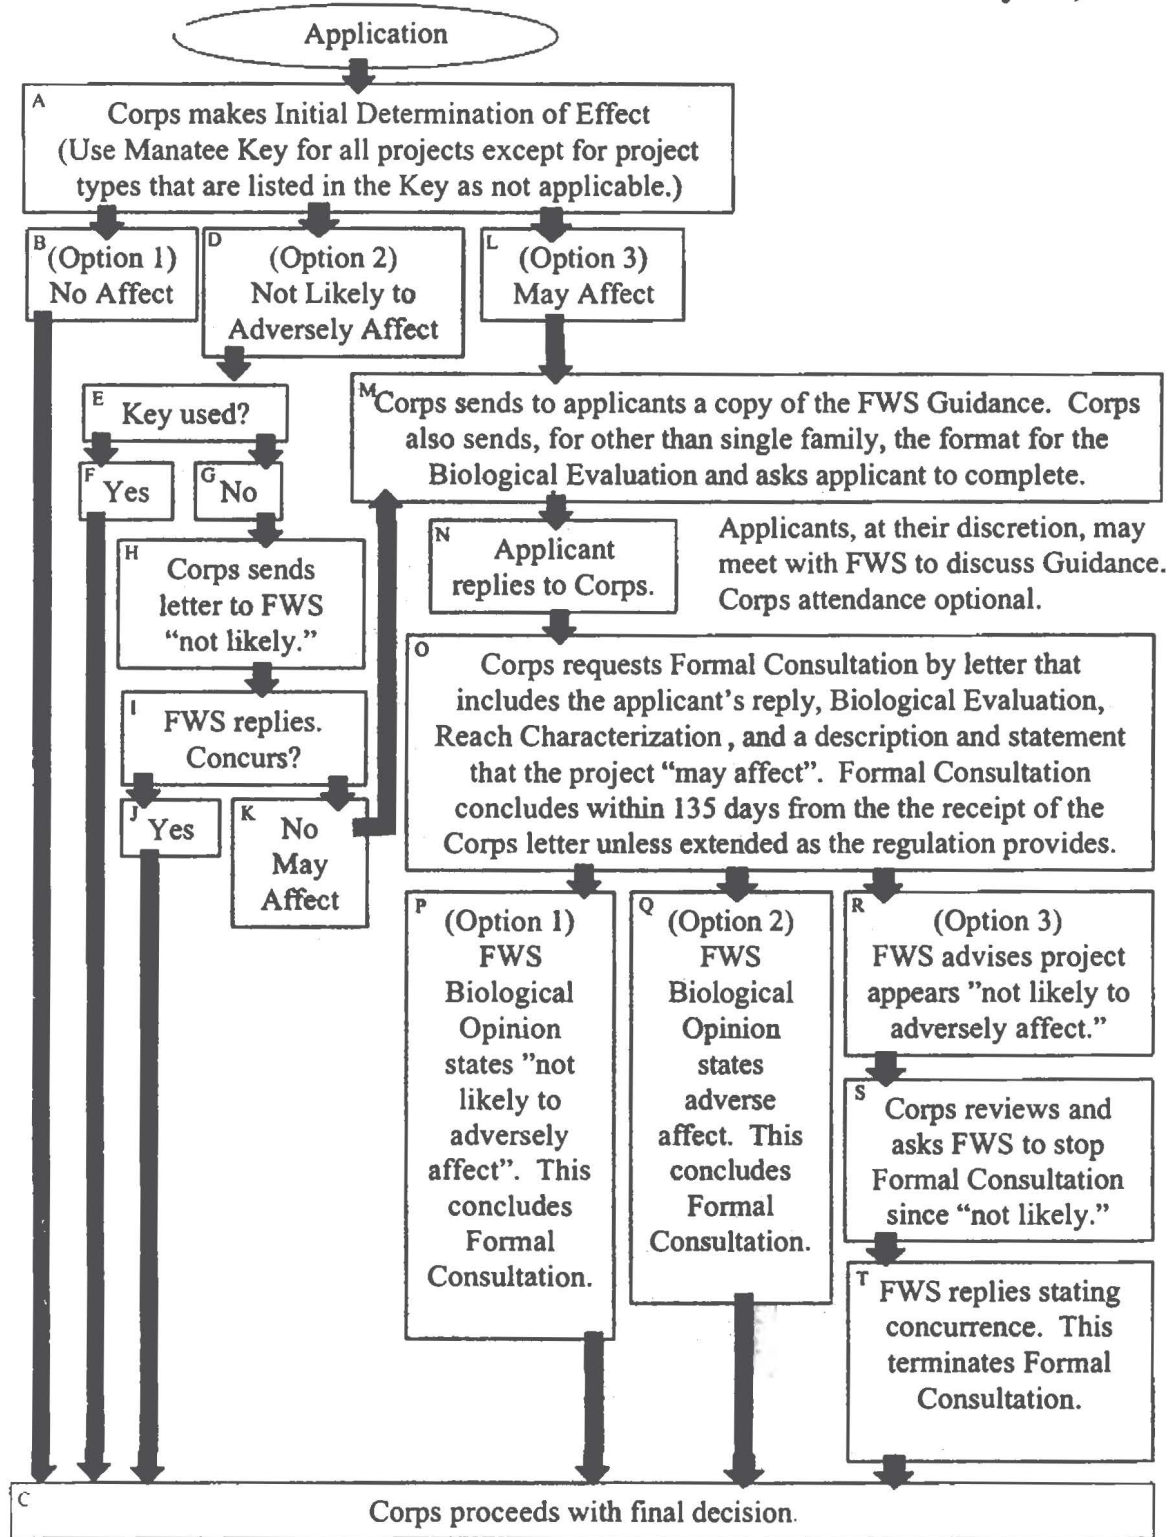 Application
A
Corps makes Initial Determination of Effect
(Use Manatee Key for all projects except for project
types that are listed in the Key as not applicable.)
B
(Option 1)
No Affect
D
(Option 2)
Not Likely to
Adversely Affect
L
(Option 3)
May Affect
E
Key used?
F
Yes
G
No
H
Corps sends
letter to FWS
“not likely.”
I
FWS replies.
Concurs?
J
Yes
K
No
May
Affect
M
Corps sends to applicants a copy of the FWS Guidance. Corps
also sends, for other than single family, the format for the
Biological Evaluation and asks applicant to complete.
N
Applicant
replies to Corps.
Applicants, at their discretion, may
meet with FWS to discuss Guidance.
Corps attendance optional.
O
Corps requests Formal Consultation by letter that
includes the applicant’s reply, Biological Evaluation,
Reach Characterization, and a description and statement
that the project “may affect”. Formal Consultation
concludes within 135 days from the the receipt of the
Corps letter unless extended as the regulation provides.
P
(Option 1)
FWS
Biological
Opinion
states ”not
likely to
adversely
affect”. This
concludes
Formal
Consultation.
Q
(Option 2)
FWS
Biological
Opinion
states
adverse
affect. This
concludes
Formal
Consultation.
R
(Option 3)
FWS advises project
appears ”not likely to
adversely affect.”
S
Corps reviews and
asks FWS to stop
Formal Consultation
since “not likely.”
T
FWS replies stating
concurrence. This
terminates Formal
Consultation.
C
Corps proceeds with final decision.